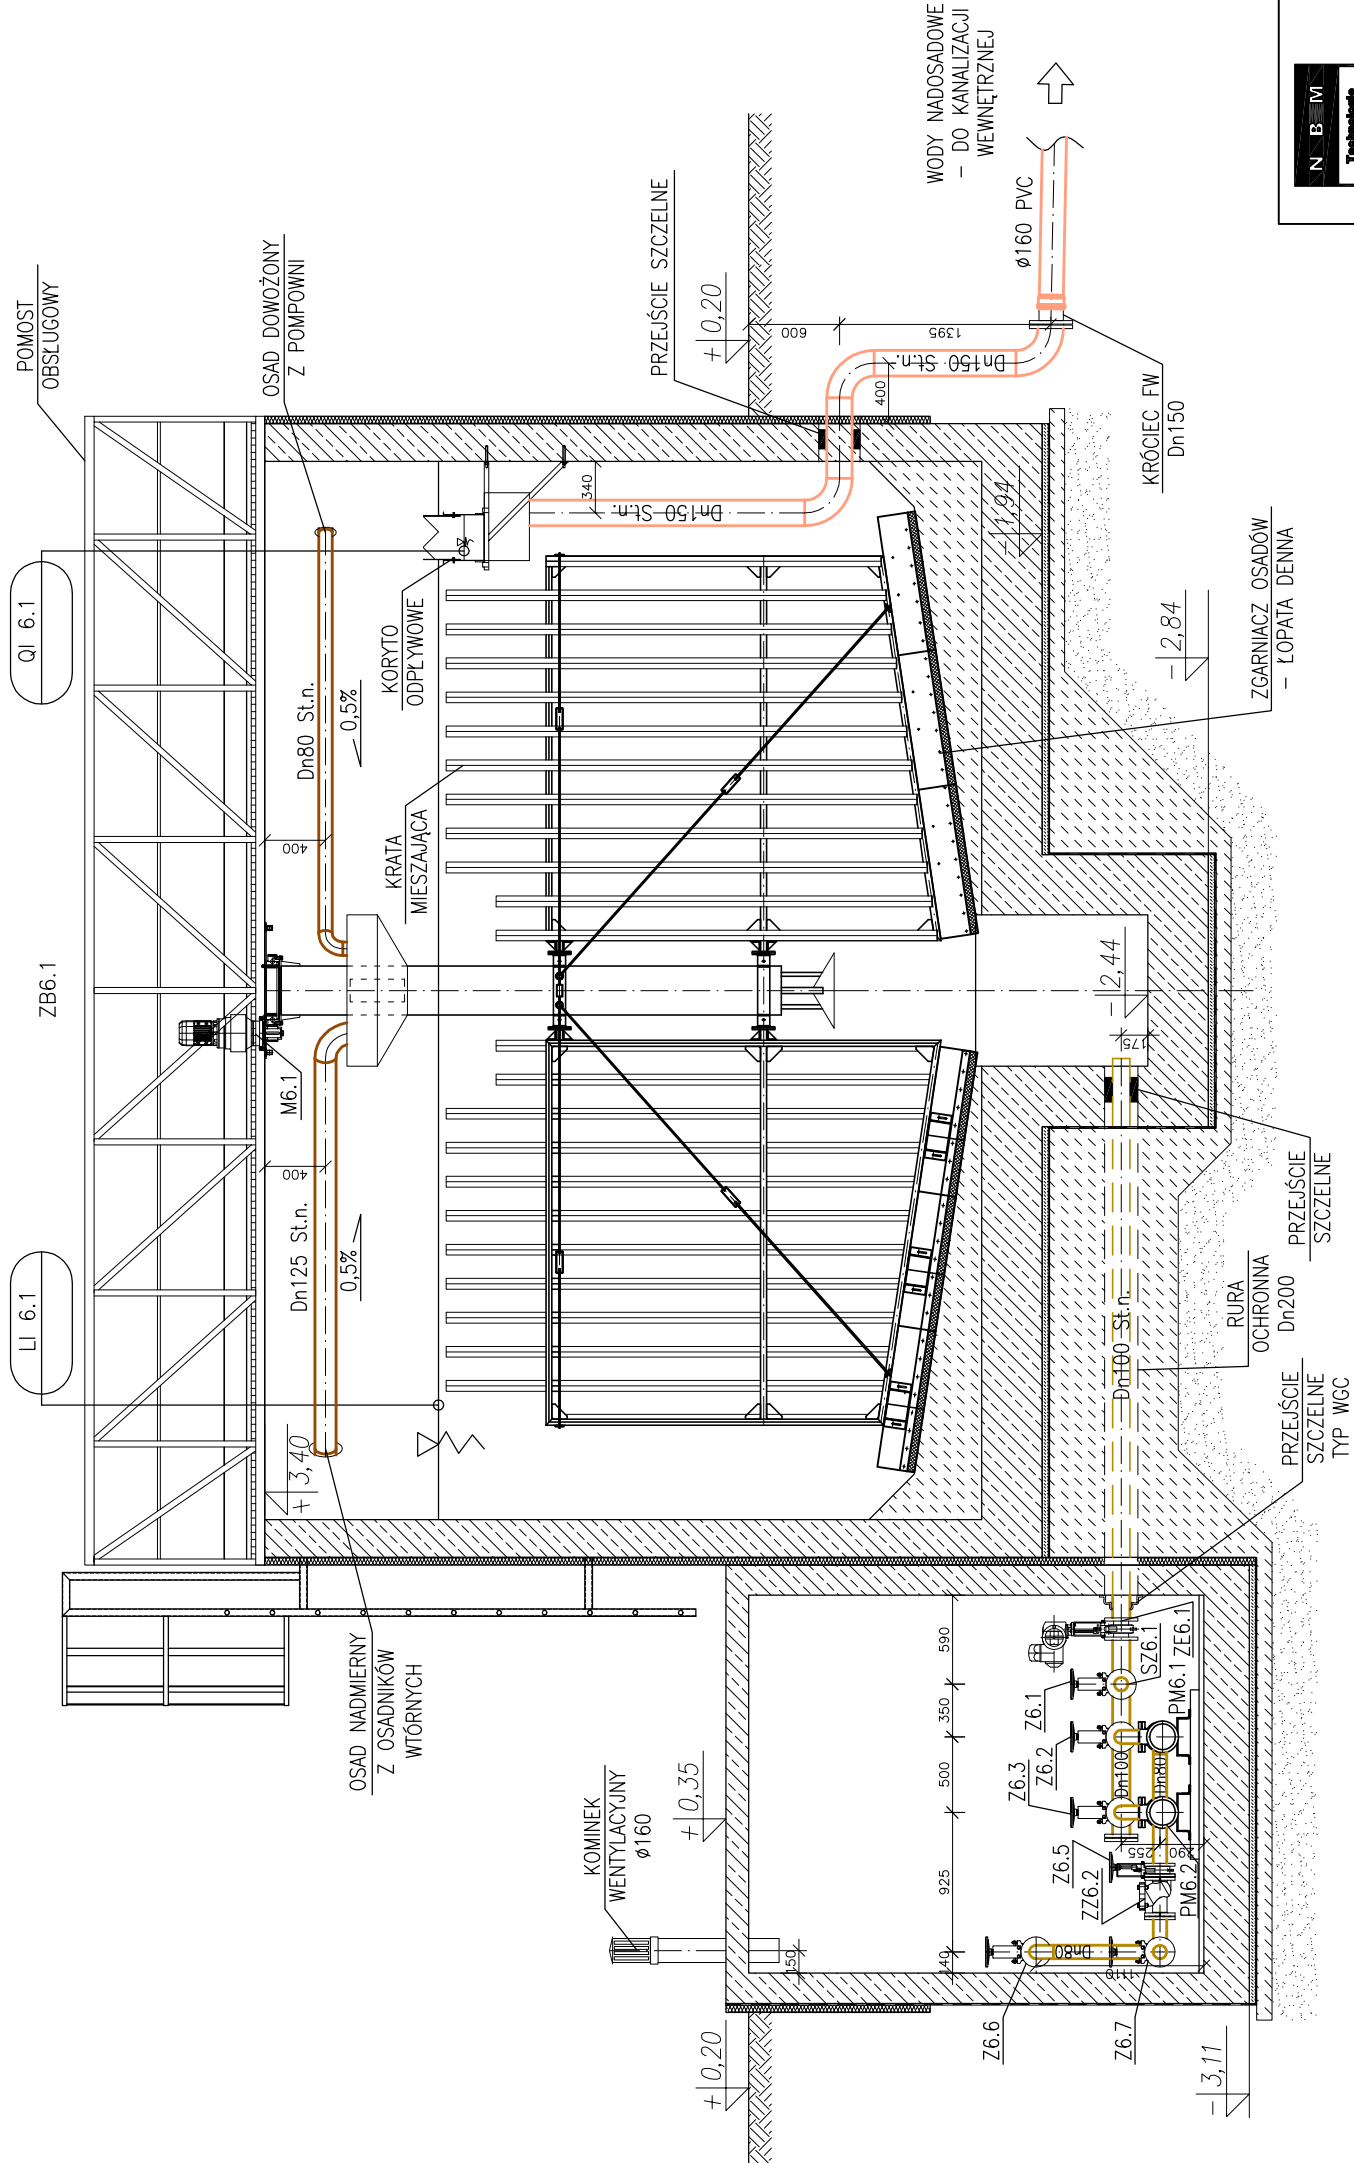 POMOST
OBSŁUGOWY
ZB6.1
QI 6.1
LI 6.1
OSAD DOWOŻONY
Z POMPOWNI
M6.1
Dn80 St.n.
0,5%
400
Dn125 St.n.
0,5%
400
+ 3,40
OSAD NADMIERNY
Z OSADNIKÓW
WTÓRNYCH
KRATA
MIESZAJĄCA
KORYTO
ODPŁYWOWE
340
Dn150 St.n.
PRZEJŚCIE SZCZELNE
+ 0,20
600
1395
Dn150 St.n.
400
WODY NADOSADOWE
- DO KANALIZACJI
WEWNĘTRZNEJ
ø160 PVC
KRÓCIEC FW
Dn150
- 1,94
- 2,84
ZGARNIACZ OSADÓW
- ŁOPATA DENNA
- 2,44
175
PRZEJŚCIE
SZCZELNE
RURA
OCHRONNA
Dn200
Dn100 St.n.
PRZEJŚCIE
SZCZELNE
TYP WGC
KOMINEK
WENTYLACYJNY
ø160
+ 0,35
+ 0,20
150
140
925
500
350
590
Z6.1
Z6.2
Z6.3
Z6.5
ZZ6.2
Z6.6
Z6.7
SZ6.1
ZE6.1
PM6.1
PM6.2
Dn100
Dn80
Dn80
255
290
1110
- 3,11
N B M
Technologie